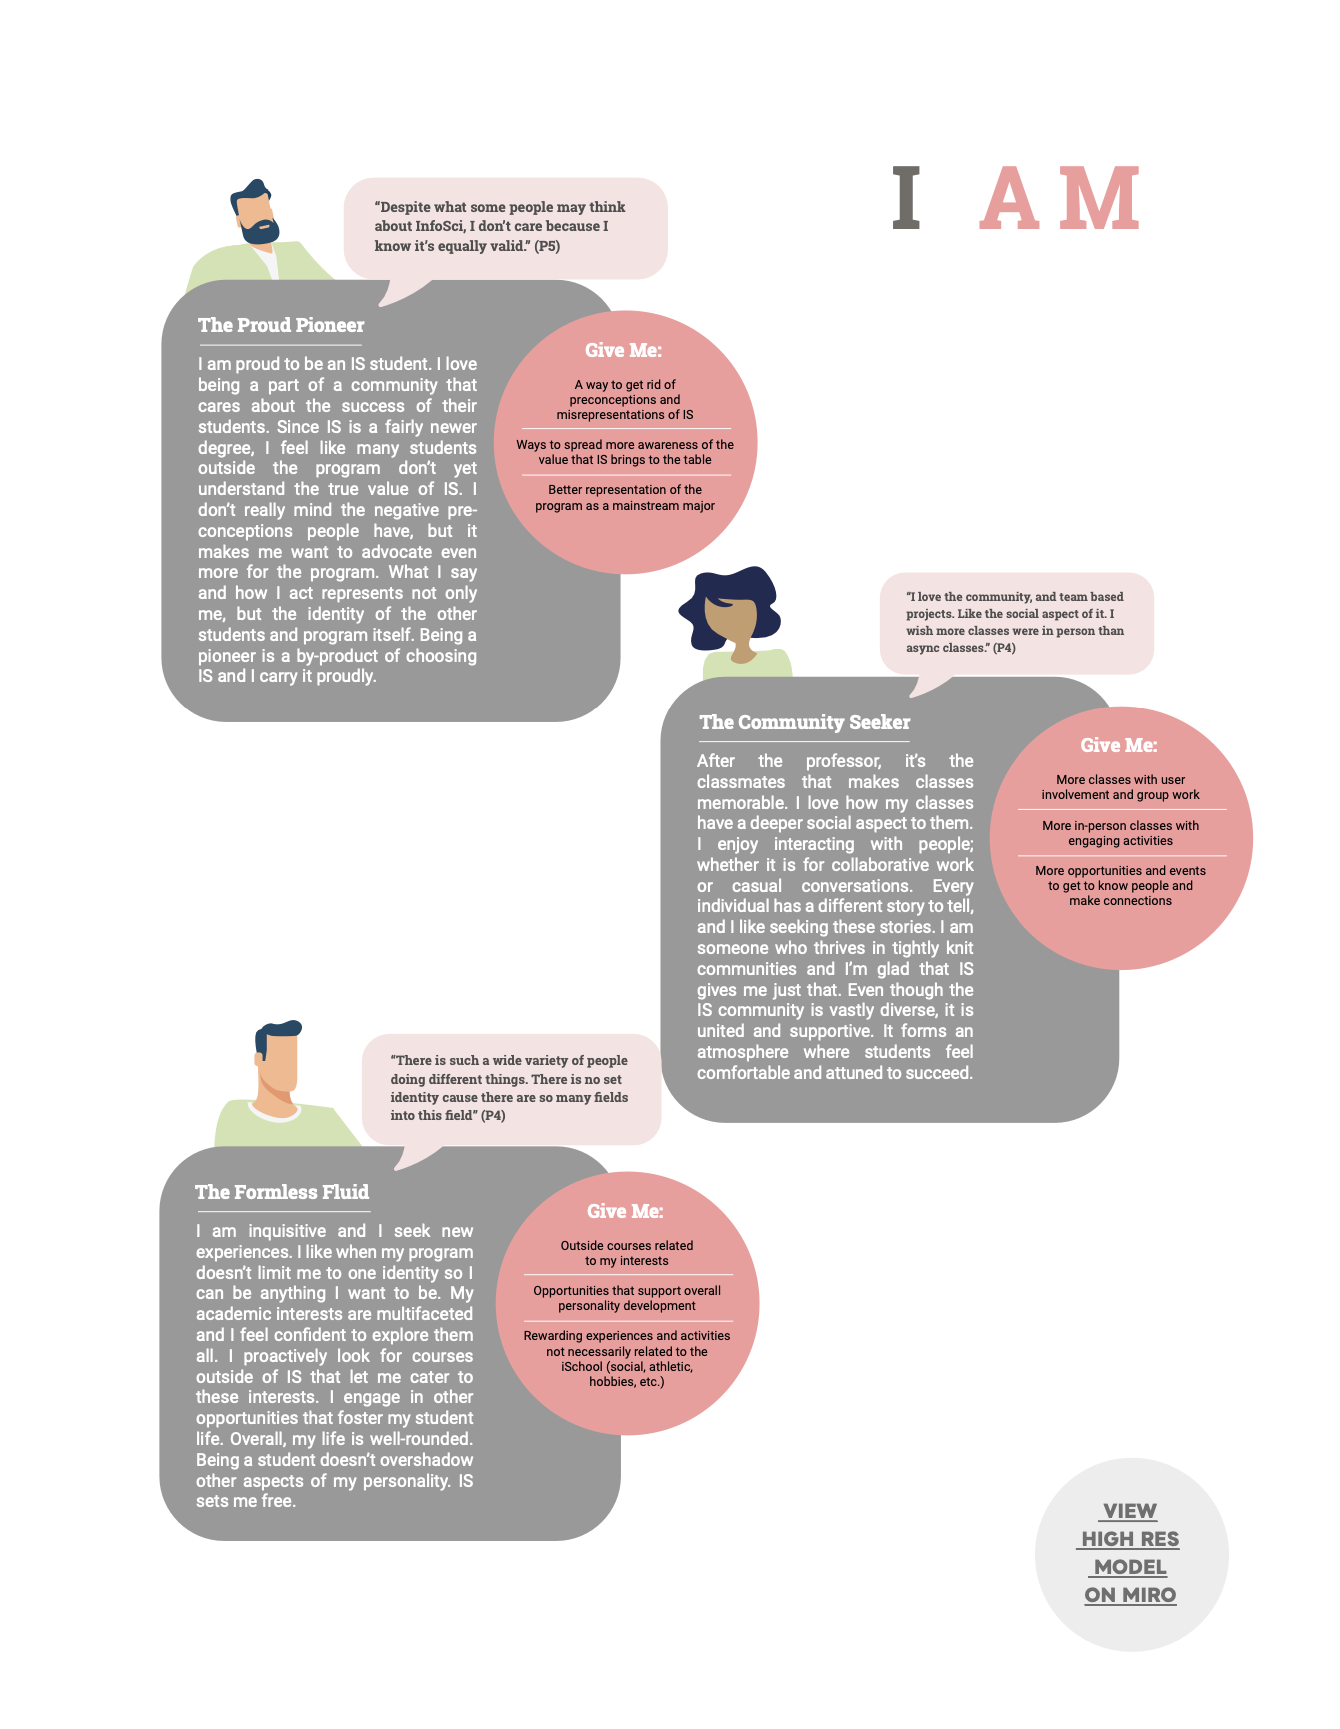 I AM
“Despite what some people may think
about InfoSci, I don’t care because I
know it’s equally valid.” (P5)
The Proud Pioneer
I am proud to be an IS student. I love
being a part of a community that
cares about the success of their
students. Since IS is a fairly newer
degree, I feel like many students
outside the program don’t yet
understand the true value of IS. I
don’t really mind the negative pre-
conceptions people have, but it
makes me want to advocate even
more for the program. What I say
and how I act represents not only
me, but the identity of the other
students and program itself. Being a
pioneer is a by-product of choosing
IS and I carry it proudly.
Give Me:
A way to get rid of
preconceptions and
misrepresentations of IS
Ways to spread more awareness of the
value that IS brings to the table
Better representation of the
program as a mainstream major
“I love the community, and team based
projects. Like the social aspect of it. I
wish more classes were in person than
async classes.” (P4)
The Community Seeker
After the professor, it’s the
classmates that makes classes
memorable. I love how my classes
have a deeper social aspect to them.
I enjoy interacting with people;
whether it is for collaborative work
or casual conversations. Every
individual has a different story to tell,
and I like seeking these stories. I am
someone who thrives in tightly knit
communities and I’m glad that IS
gives me just that. Even though the
IS community is vastly diverse, it is
united and supportive. It forms an
atmosphere where students feel
comfortable and attuned to succeed.
Give Me:
More classes with user
involvement and group work
More in-person classes with
engaging activities
More opportunities and events
to get to know people and
make connections
“There is such a wide variety of people
doing different things. There is no set
identity cause there are so many fields
into this field” (P4)
The Formless Fluid
I am inquisitive and I seek new
experiences. I like when my program
doesn’t limit me to one identity so I
can be anything I want to be. My
academic interests are multifaceted
and I feel confident to explore them
all. I proactively look for courses
outside of IS that let me cater to
these interests. I engage in other
opportunities that foster my student
life. Overall, my life is well-rounded.
Being a student doesn’t overshadow
other aspects of my personality. IS
sets me free.
Give Me:
Outside courses related
to my interests
Opportunities that support overall
personality development
Rewarding experiences and activities
not necessarily related to the
iSchool (social, athletic,
hobbies, etc.)
VIEW
HIGH RES
MODEL
ON MIRO